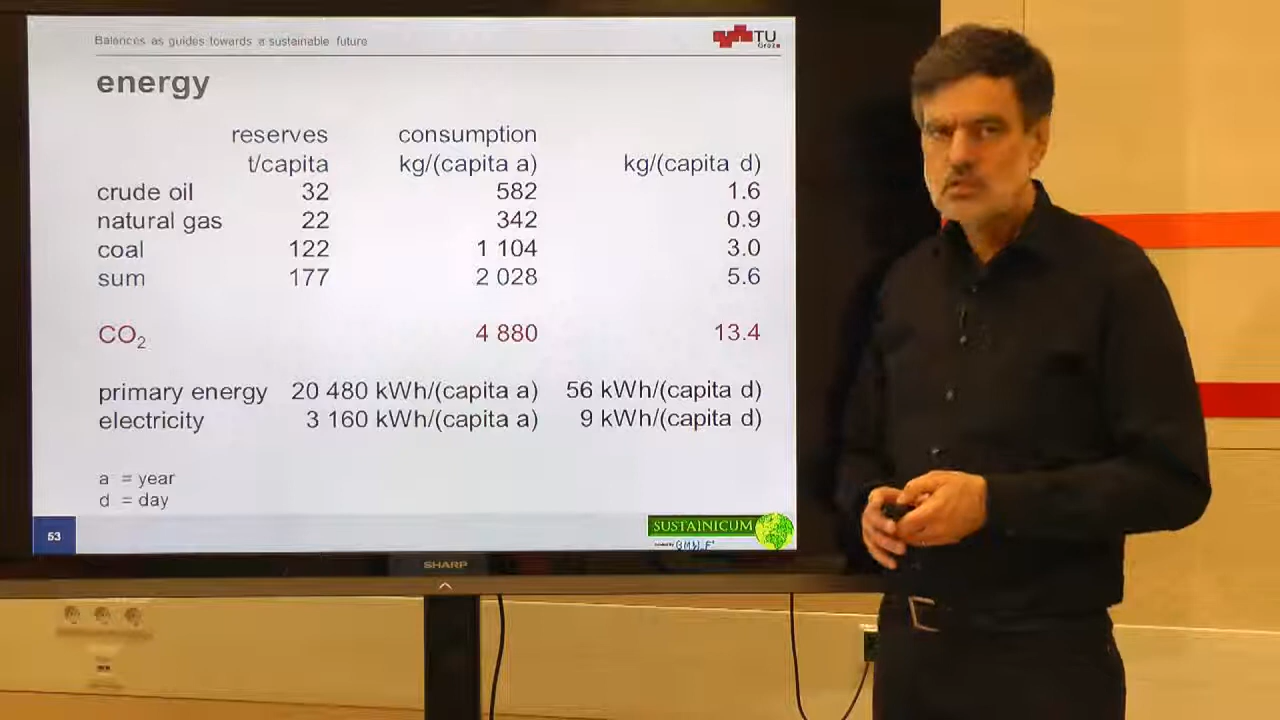 Balances as guides towards a sustainable future
TU
Graz
energy
reserves consumption
t/capita kg/(capita a) kg/(capita d)
crude oil 32 582 1.6
natural gas 22 342 0.9
coal 122 1 104 3.0
sum 177 2 028 5.6
CO₂ 4 880 13.4
primary energy 20 480 kWh/(capita a) 56 kWh/(capita d)
electricity 3 160 kWh/(capita a) 9 kWh/(capita d)
a = year
d = day
53
SUSTAINICUM
SHARP